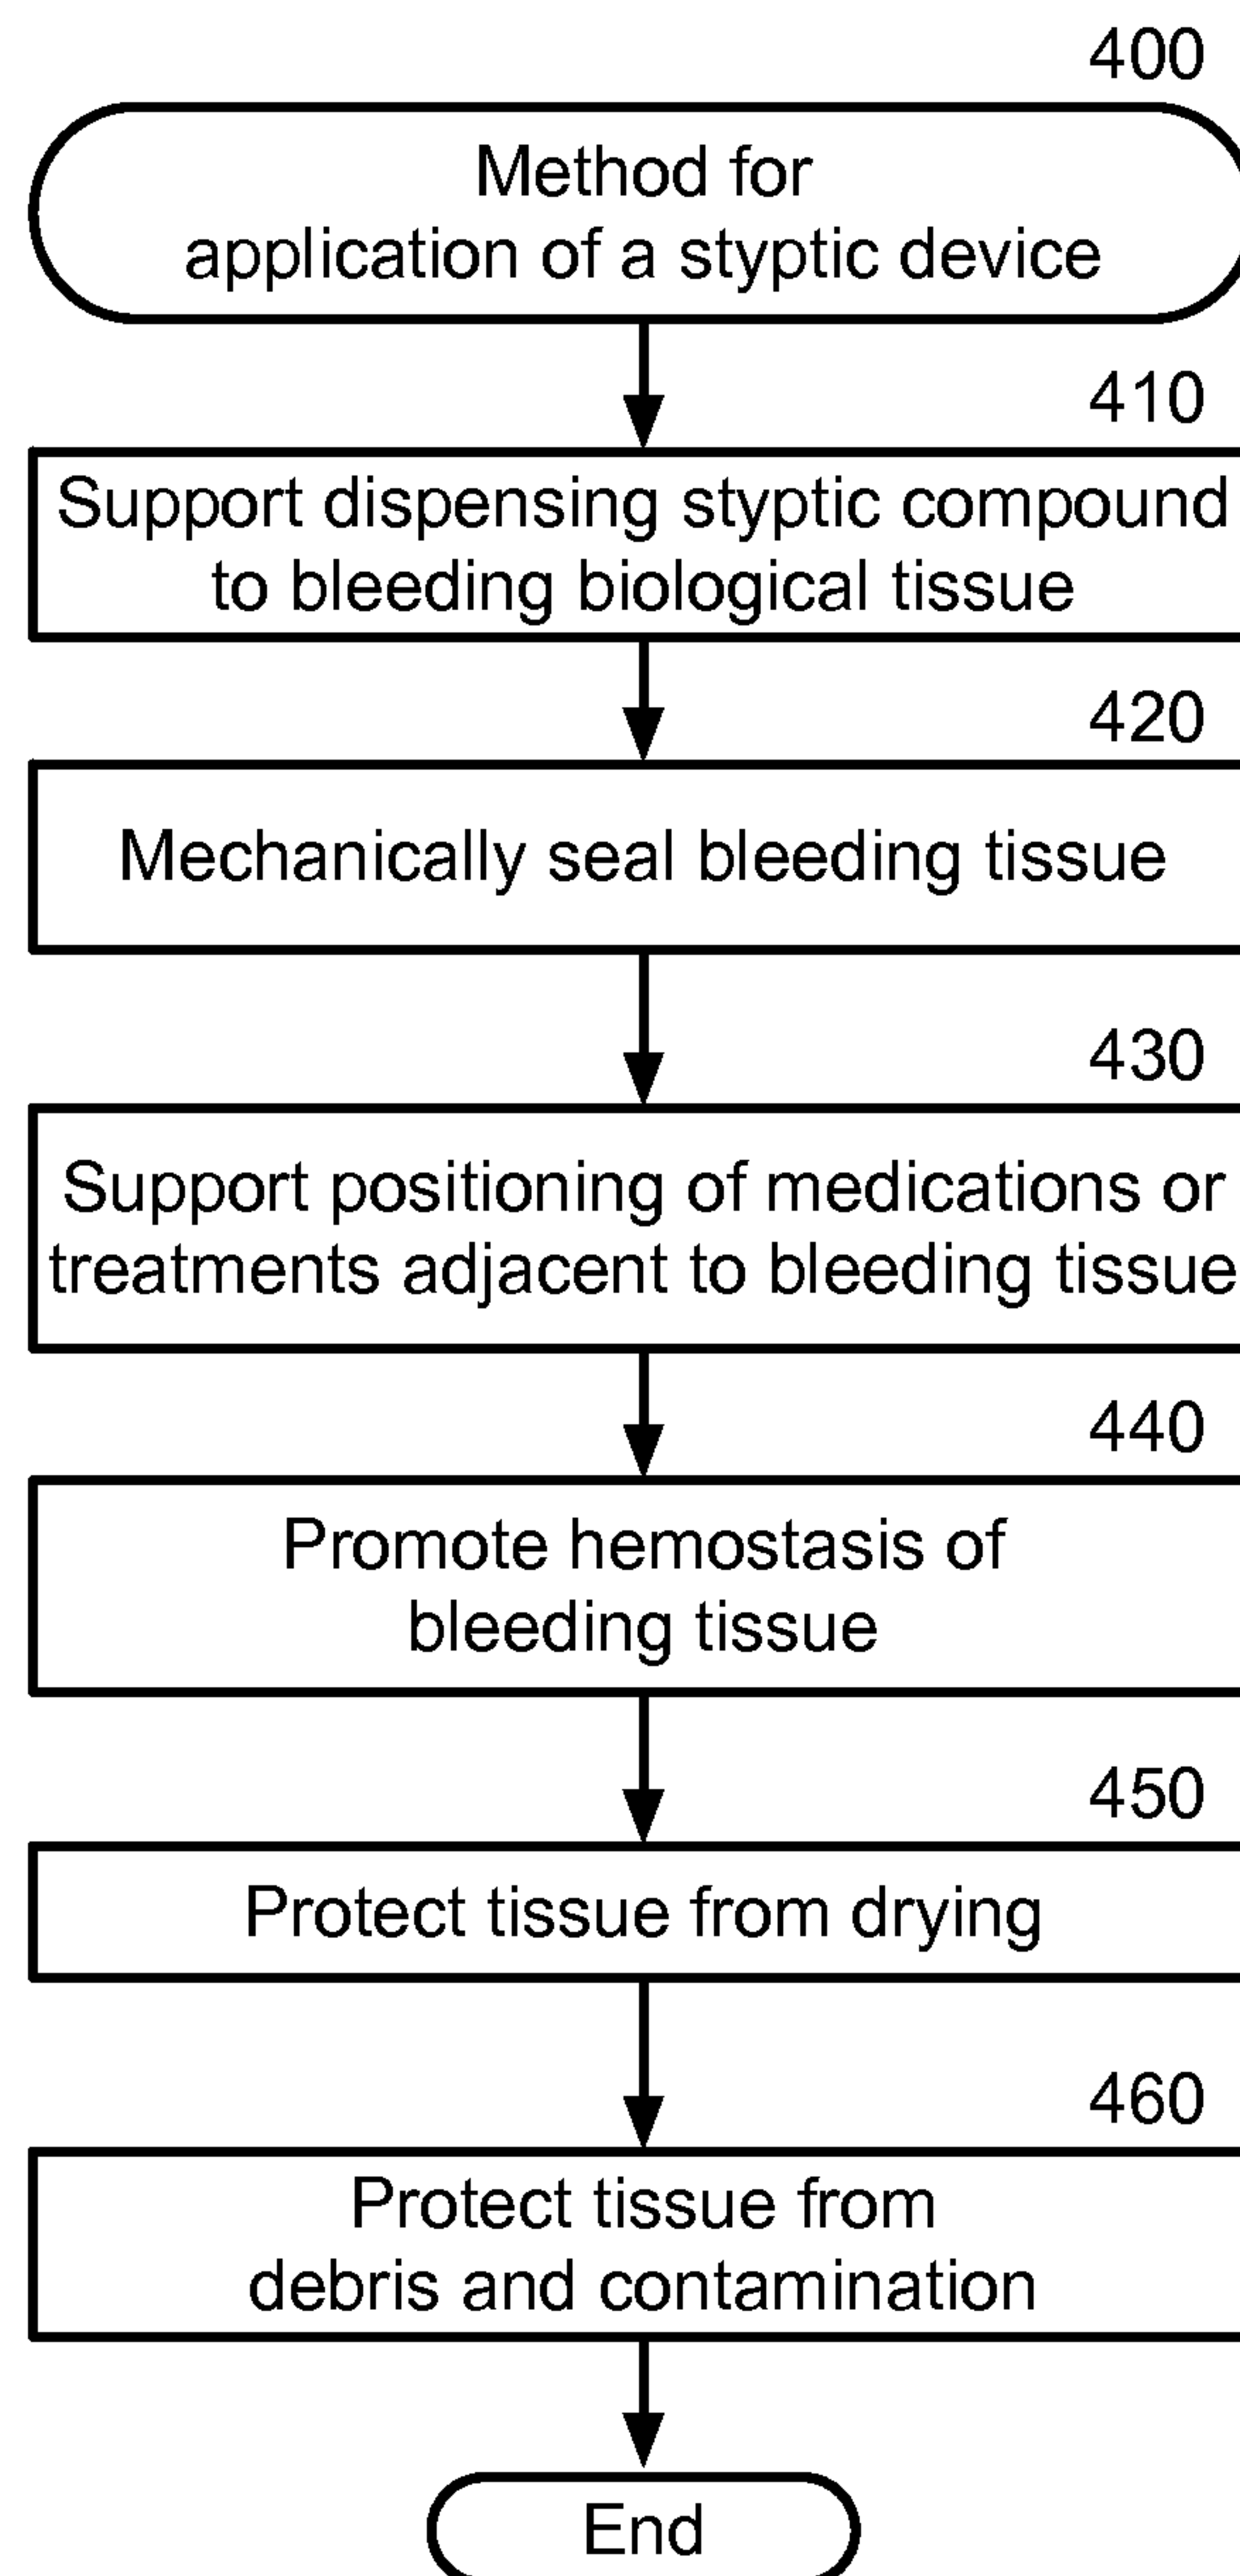 400
Method for
application of a styptic device
410
Support dispensing styptic compound
to bleeding biological tissue
420
Mechanically seal bleeding tissue
430
Support positioning of medications or
treatments adjacent to bleeding tissue
440
Promote hemostasis of
bleeding tissue
450
Protect tissue from drying
460
Protect tissue from
debris and contamination
End